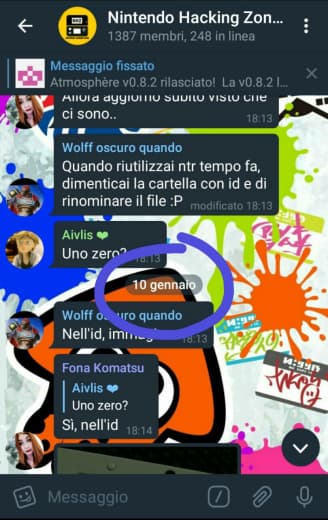 Nintendo Hacking Zon...
1387 membri, 248 in linea
Messaggio fissato
Atmosphère v0.8.2 rilasciato! La v0.8.2 l...
Allora aggiorno subito visto che
ci sono..
18:13
Wolff oscuro quando
Quando riutilizzai ntr tempo fa,
dimenticai la cartella con id e di
rinominare il file :P
modificato 18:13
Aivlis ❤
Uno zero?
10 gennaio
Wolff oscuro quando
Nell'id,
18:13
Fona Komatsu
Aivlis ❤
Uno zero?
Sì, nell'id
18:14
Messaggio